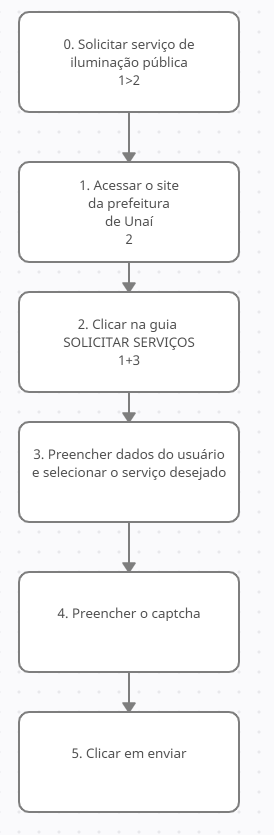 0. Solicitar serviço de
iluminação pública
1>2
1. Acessar o site
da prefeitura
de Unaí
2
2. Clicar na guia
SOLICITAR SERVIÇOS
1+3
3. Preencher dados do usuário
e selecionar o serviço desejado
4. Preencher o captcha
5. Clicar em enviar